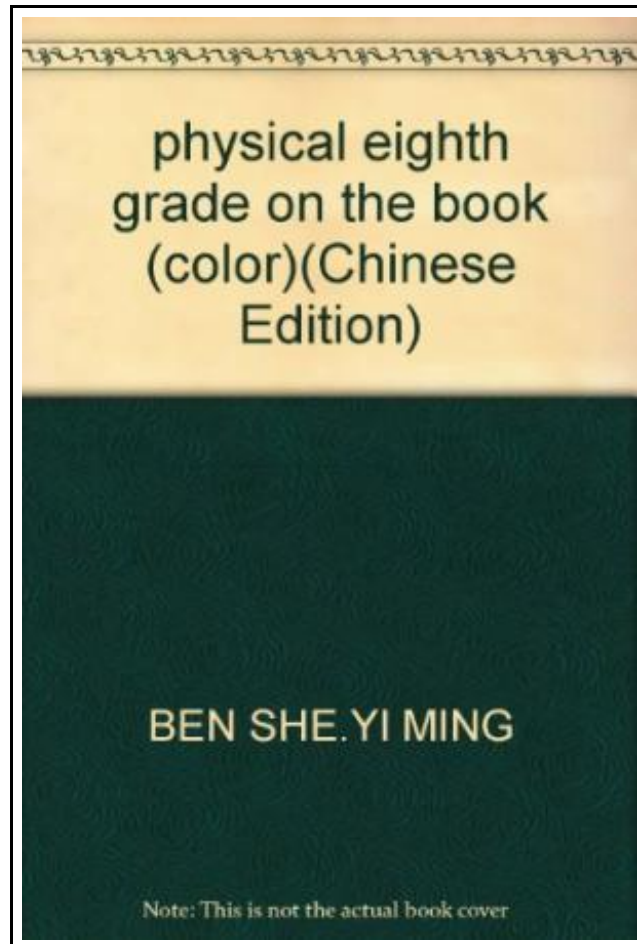 physical eighth
grade on the book
(color)(Chinese
Edition)
BEN SHE.YI MING
Note: This is not the actual book cover